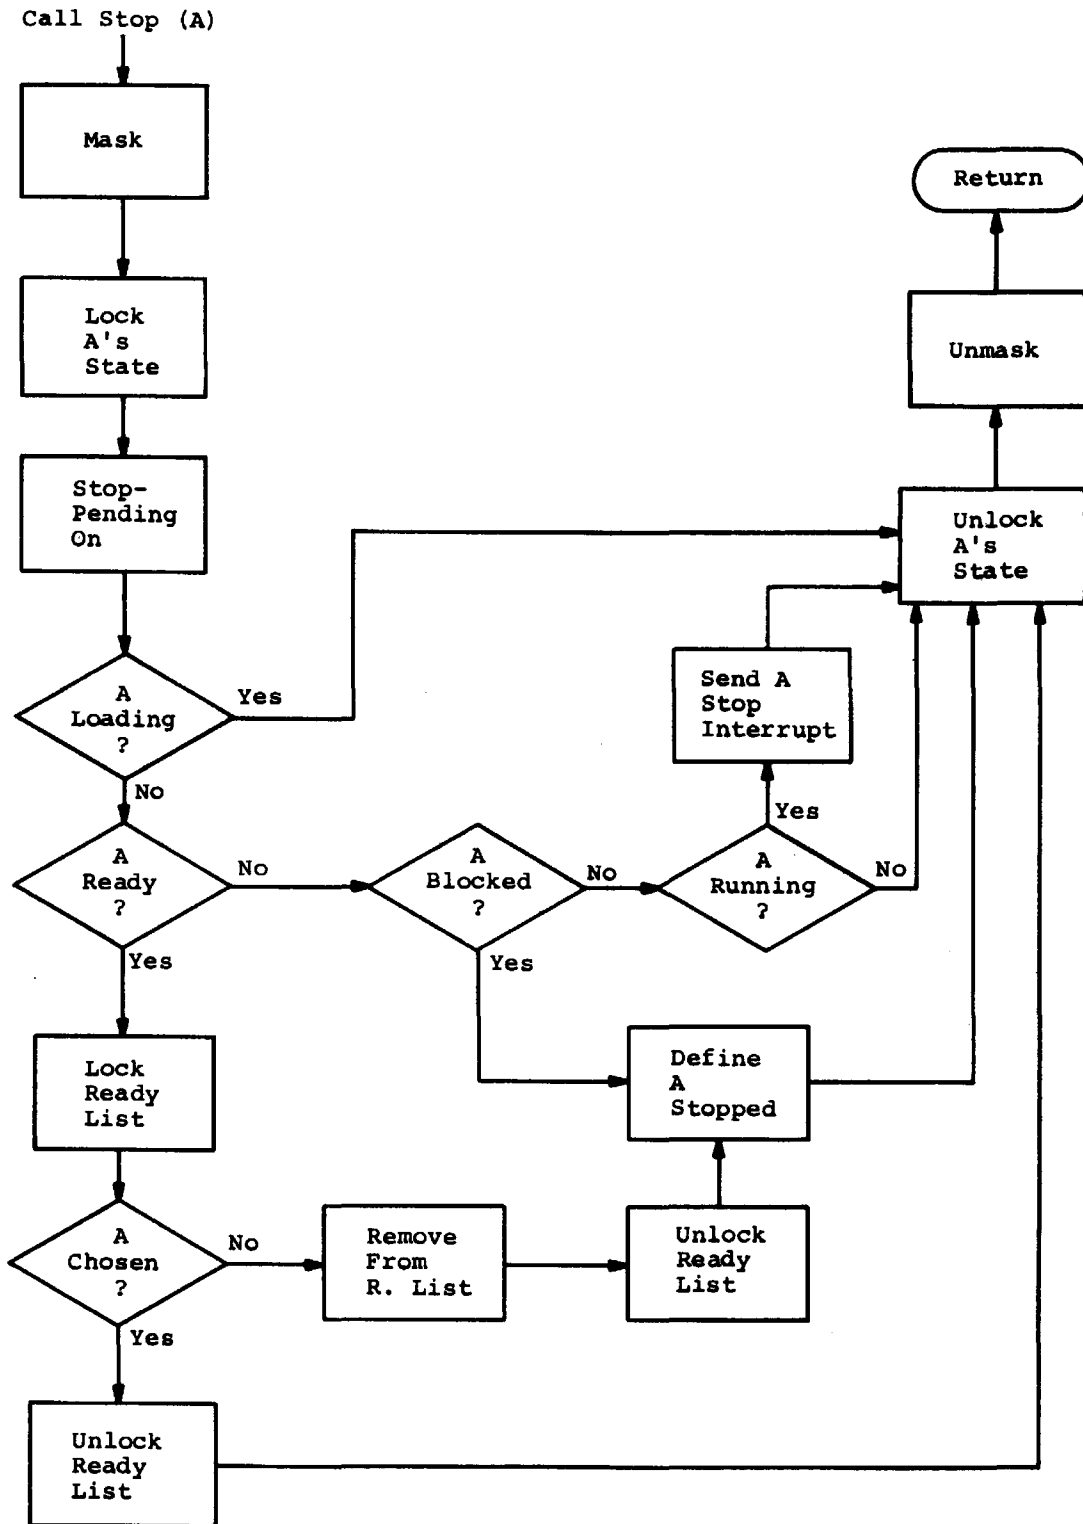 Call Stop (A)
Mask
Return
Lock
A's
State
Unmask
Stop-
Pending
On
Unlock
A's
State
A
Loading
?
Yes
No
Send A
Stop
Interrupt
Yes
A
Ready
?
No
A
Blocked
?
No
A
Running
?
No
Yes
Yes
Lock
Ready
List
Define
A
Stopped
A
Chosen
?
No
Remove
From
R. List
Unlock
Ready
List
Yes
Unlock
Ready
List